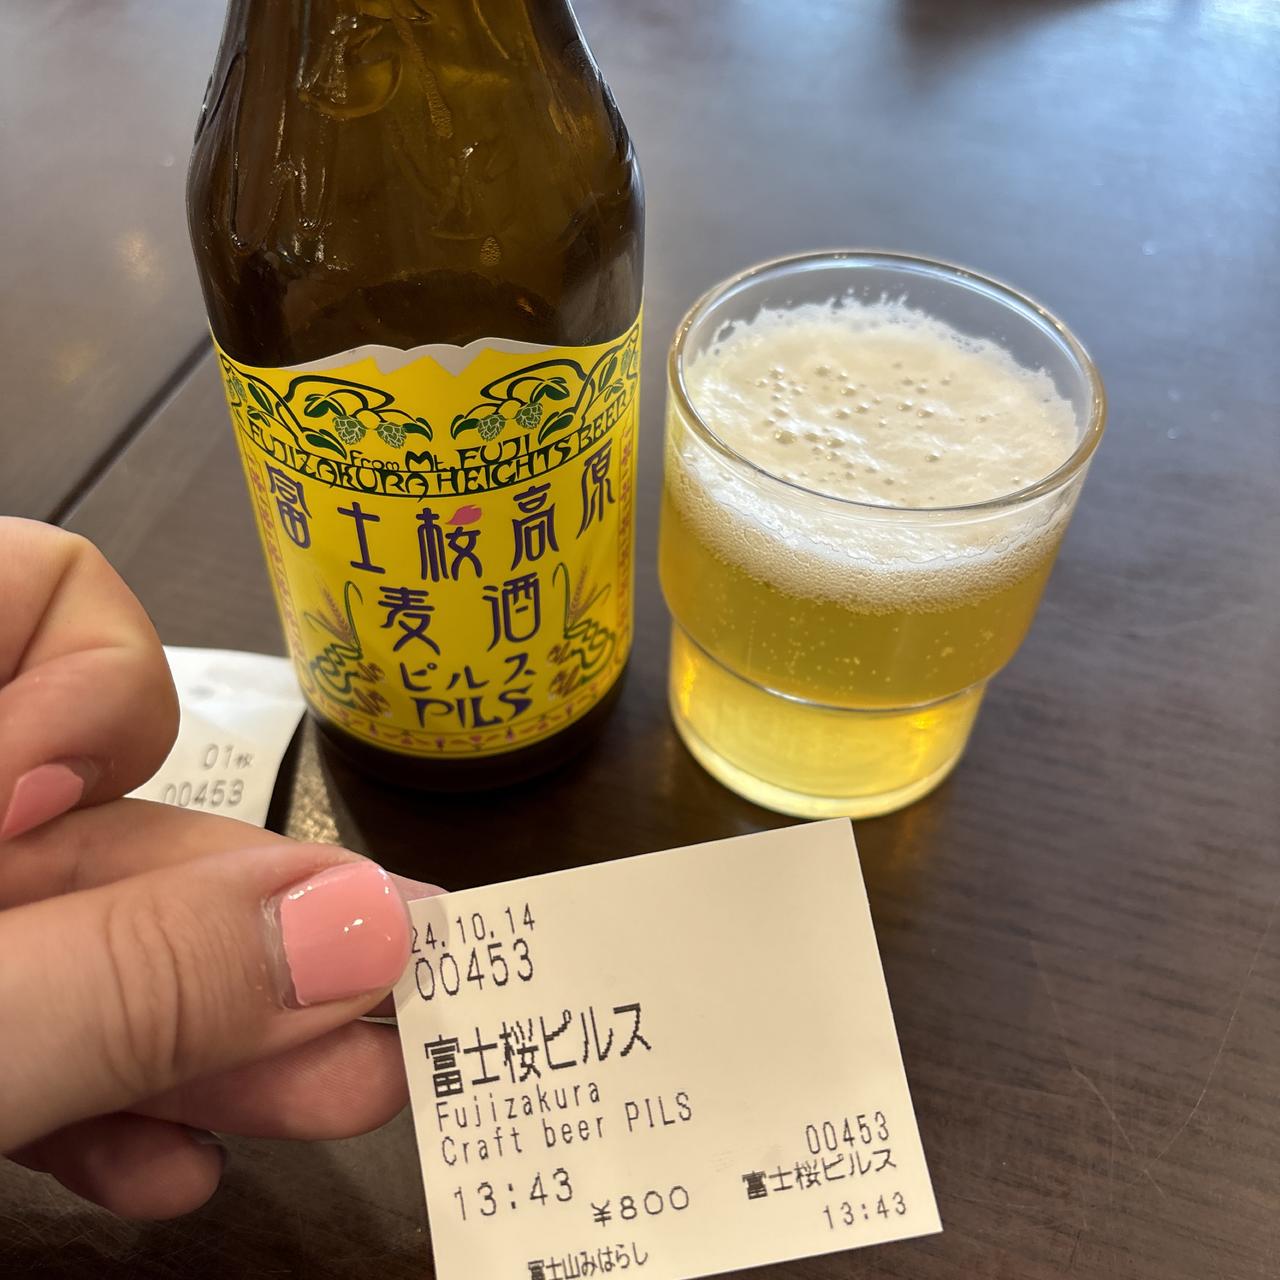 From Mt. FUJI
FUJIZAKURA HEIGHTS BEER
富士桜高原
麦酒
ピルス
PILS
01枚
00453
24.10.14
00453
富士桜ピルス
Fujizakura
Craft beer PILS
13:43
¥800
00453
富士桜ピルス
13:43
富士山みはらし